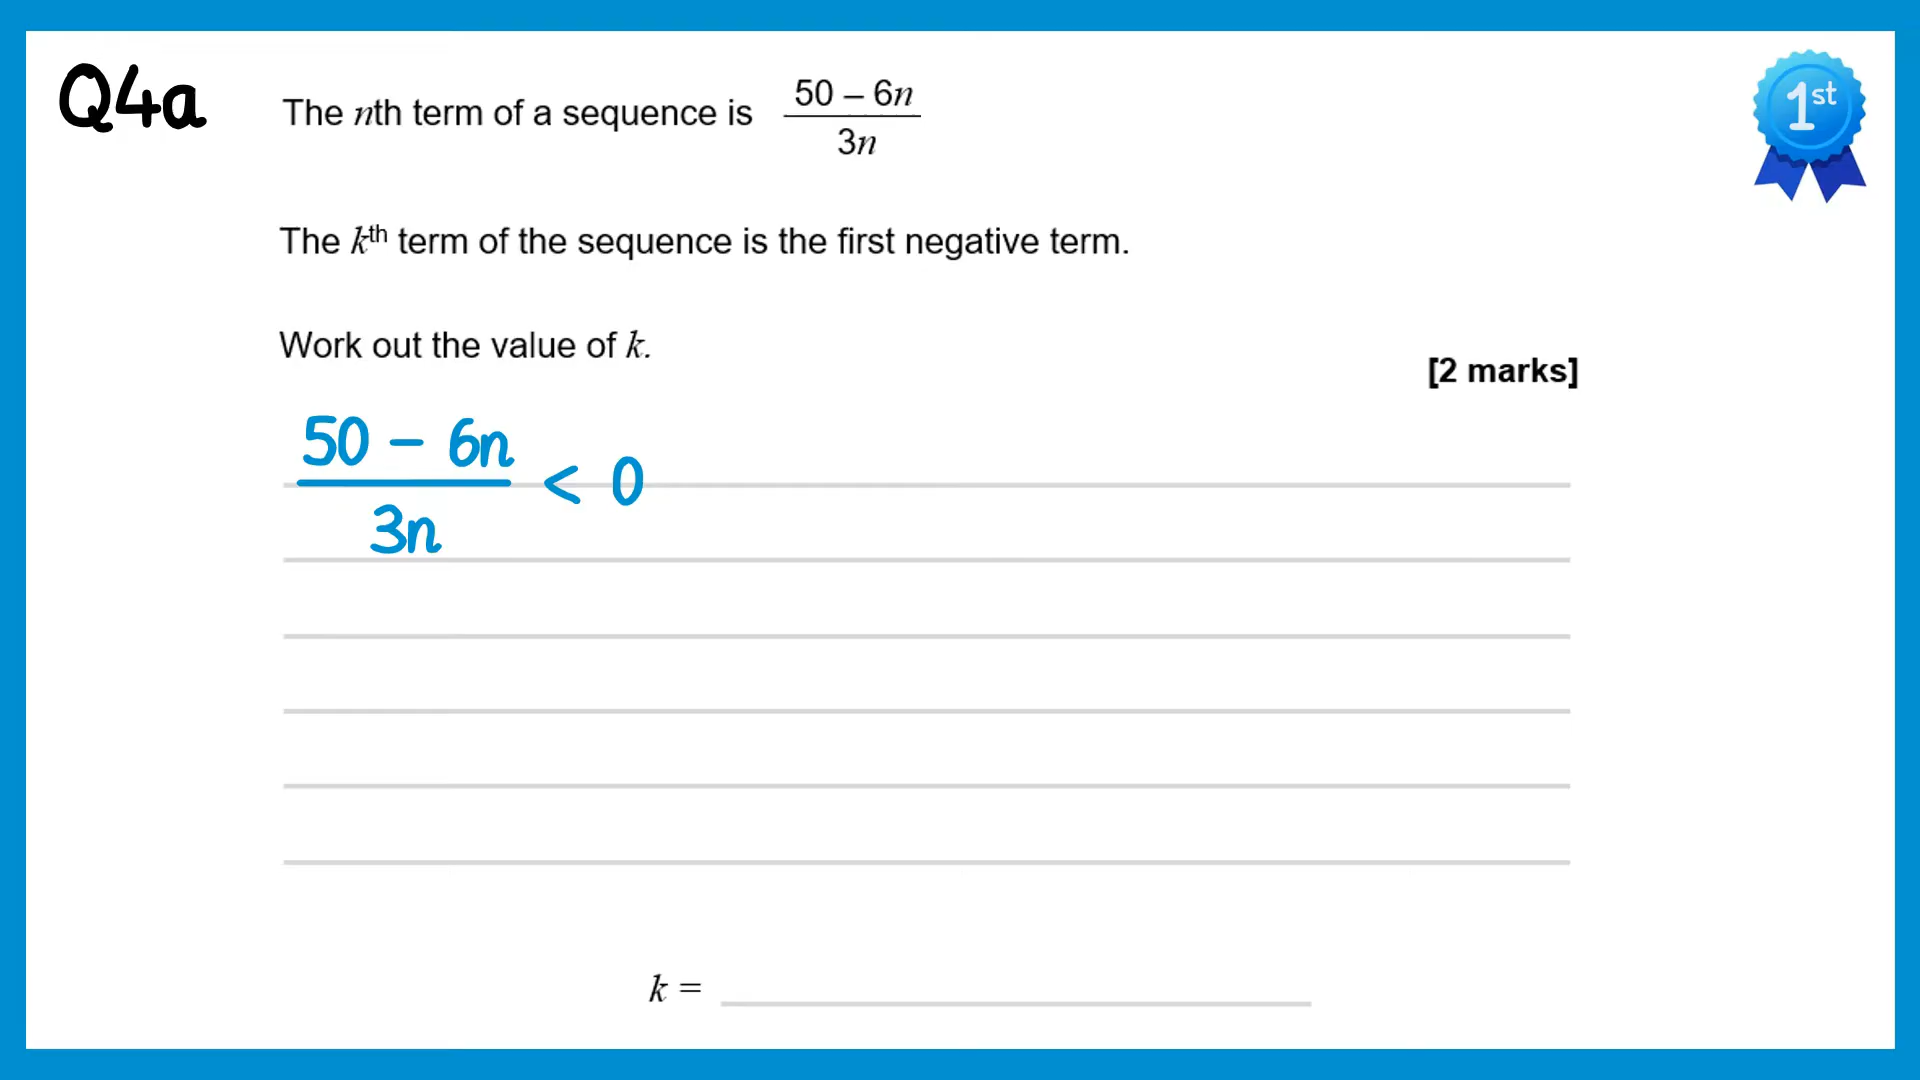 Q4a
The nth term of a sequence is 50 – 6n / 3n
1st
The kth term of the sequence is the first negative term.
Work out the value of k.
[2 marks]
50 – 6n / 3n < 0
k =